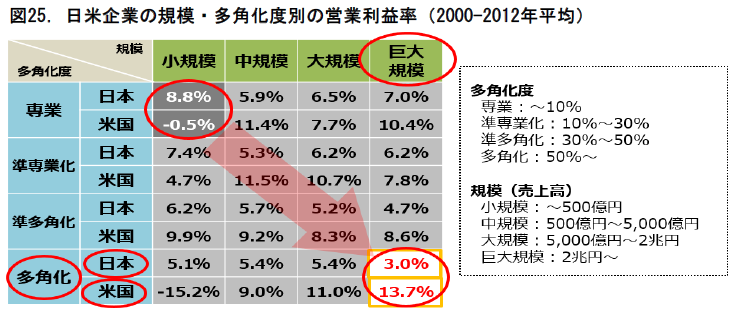 図25．日米企業の規模・多角化度別の営業利益率（2000-2012年平均）
規模
多角化度
小規模 中規模 大規模 巨大規模
専業 日本 8.8% 5.9% 6.5% 7.0%
米国 -0.5% 11.4% 7.7% 10.4%
準専業化 日本 7.4% 5.3% 6.2% 6.2%
米国 4.7% 11.5% 10.7% 7.8%
準多角化 日本 6.2% 5.7% 5.2% 4.7%
米国 9.9% 9.2% 8.3% 8.6%
多角化 日本 5.1% 5.4% 5.4% 3.0%
米国 -15.2% 9.0% 11.0% 13.7%
多角化度
専業：～10%
準専業化：10%～30%
準多角化：30%～50%
多角化：50%～
規模（売上高）
小規模：～500億円
中規模：500億円～5,000億円
大規模：5,000億円～2兆円
巨大規模：2兆円～